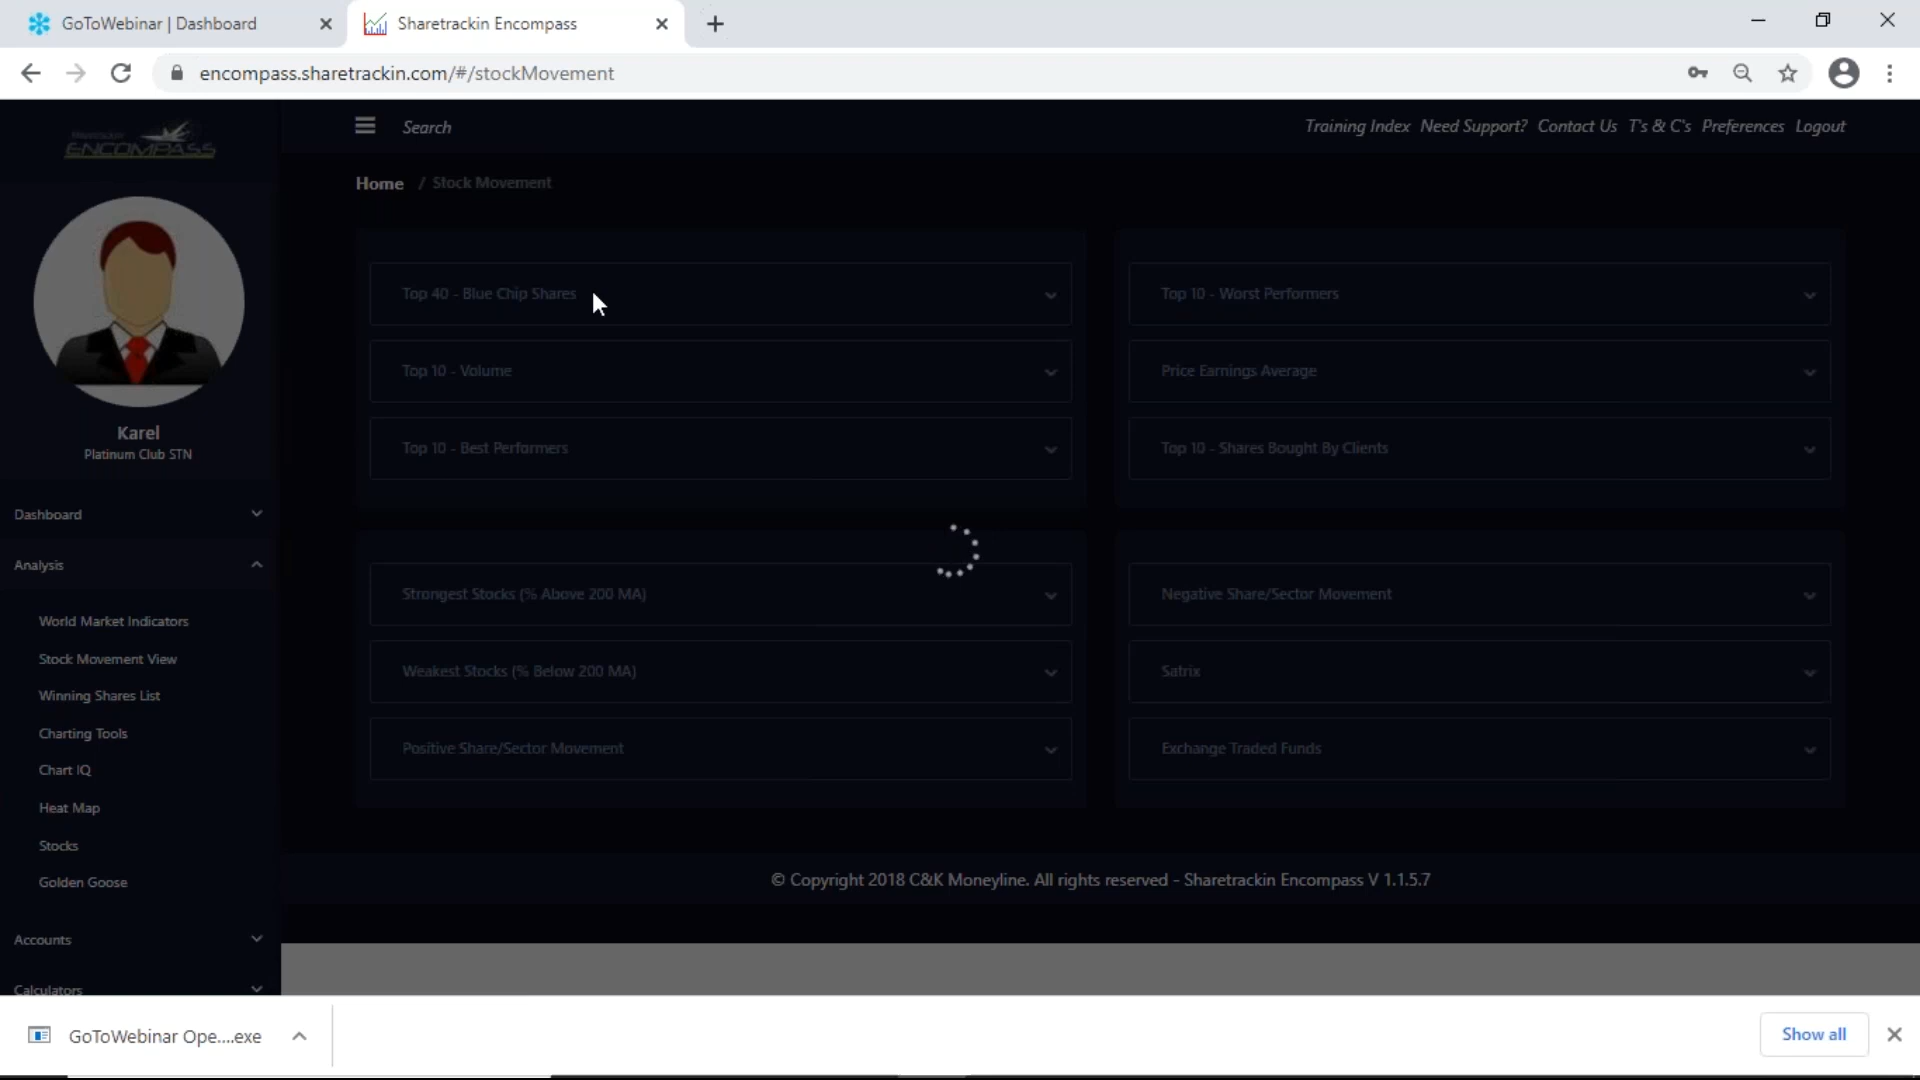 GoToWebinar | Dashboard
Sharetrackin Encompass
encompass.sharetrackin.com/#/stockMovement
Sharetrackin
ENCOMPASS
Search
Training Index Need Support? Contact Us T's & C's Preferences Logout
Home / Stock Movement
Top 40 - Blue Chip Shares
Top 10 - Worst Performers
Top 10 - Volume
Price Earnings Average
Top 10 - Best Performers
Top 10 - Shares Bought By Clients
Karel
Platinum Club STN
Dashboard
Analysis
World Market Indicators
Stock Movement View
Winning Shares List
Charting Tools
Chart IQ
Heat Map
Stocks
Golden Goose
Accounts
Calculators
Strongest Stocks (% Above 200 MA)
Negative Share/Sector Movement
Weakest Stocks (% Below 200 MA)
Satrix
Positive Share/Sector Movement
Exchange Traded Funds
© Copyright 2018 C&K Moneyline. All rights reserved - Sharetrackin Encompass V 1.1.5.7
GoToWebinar Ope....exe
Show all